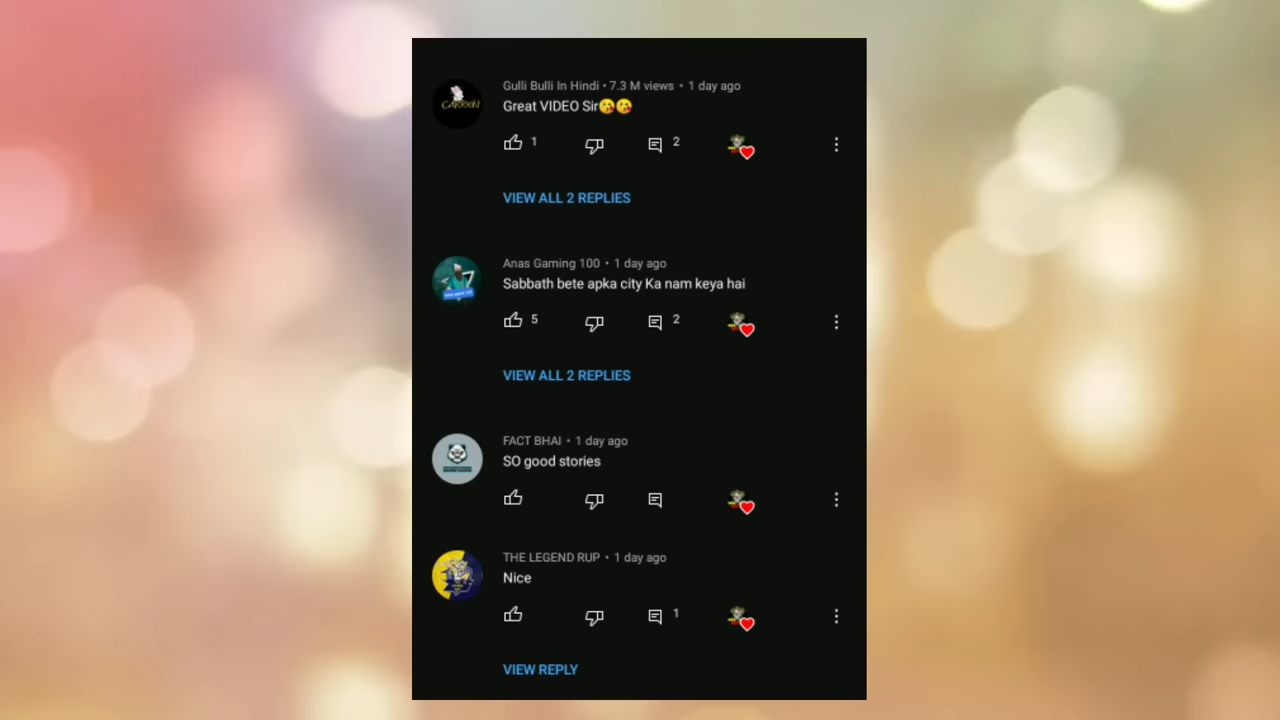 Gulli Bulli In Hindi • 7.3 M views • 1 day ago
Great VIDEO Sir😘😘
1 2
VIEW ALL 2 REPLIES
Anas Gaming 100 • 1 day ago
Sabbath bete apka city Ka nam keya hai
5 2
VIEW ALL 2 REPLIES
FACT BHAI • 1 day ago
SO good stories
THE LEGEND RUP • 1 day ago
Nice
1
VIEW REPLY